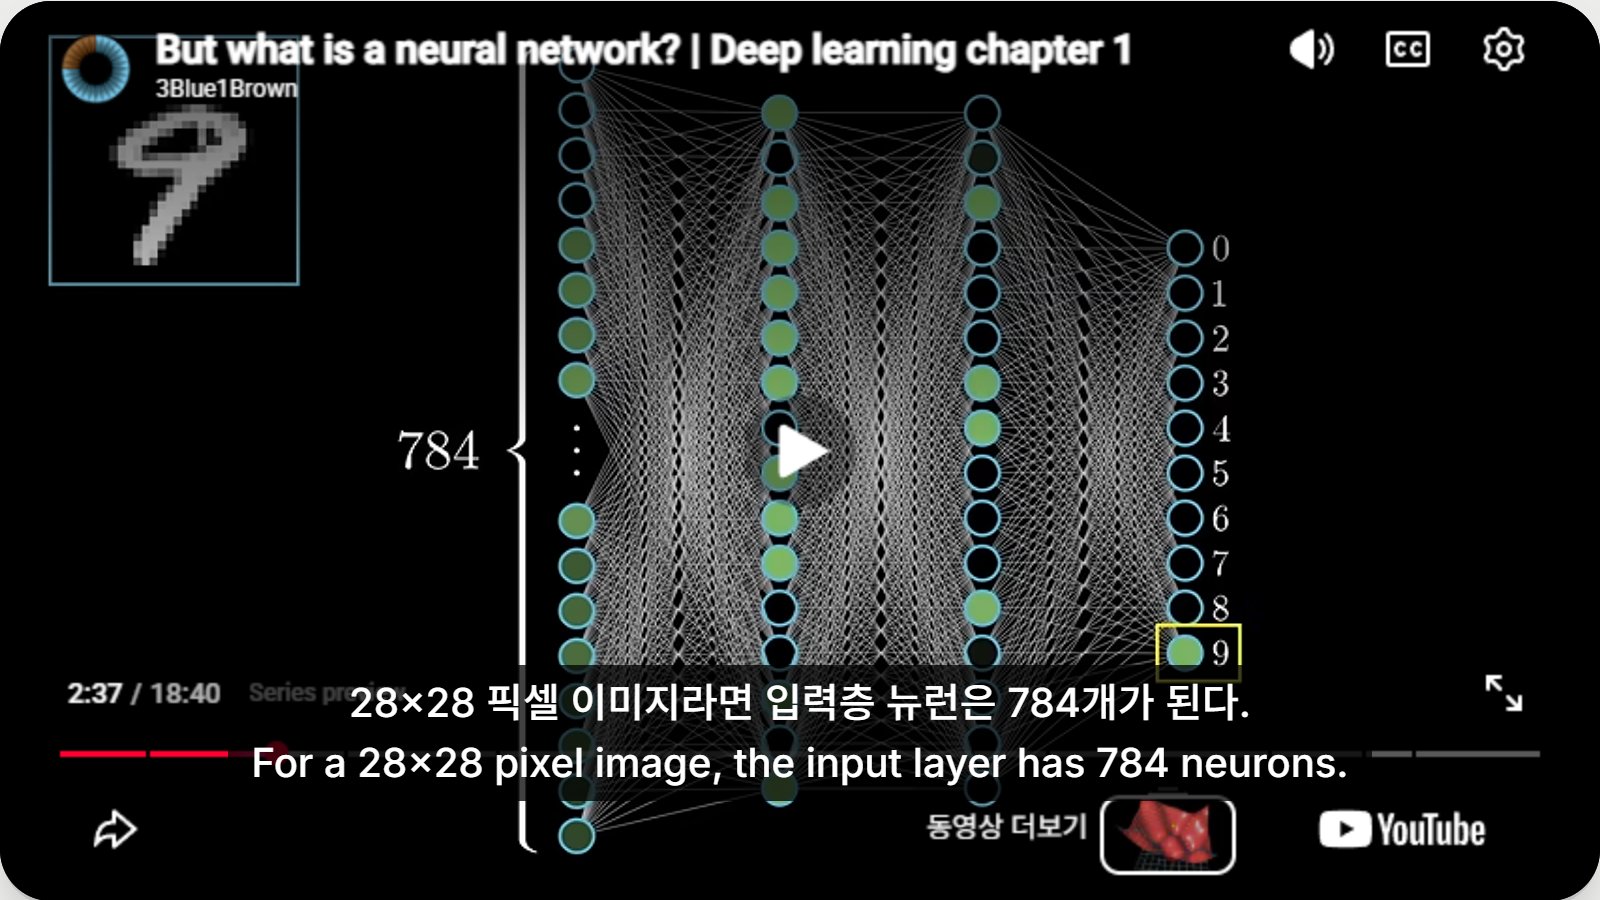 But what is a neural network? | Deep learning chapter 1
3Blue1Brown
CC
0
1
2
3
4
5
6
7
8
9
784
2:37 / 18:40
Series preview
28×28 픽셀 이미지라면 입력층 뉴런은 784개가 된다.
For a 28×28 pixel image, the input layer has 784 neurons.
동영상 더보기
YouTube